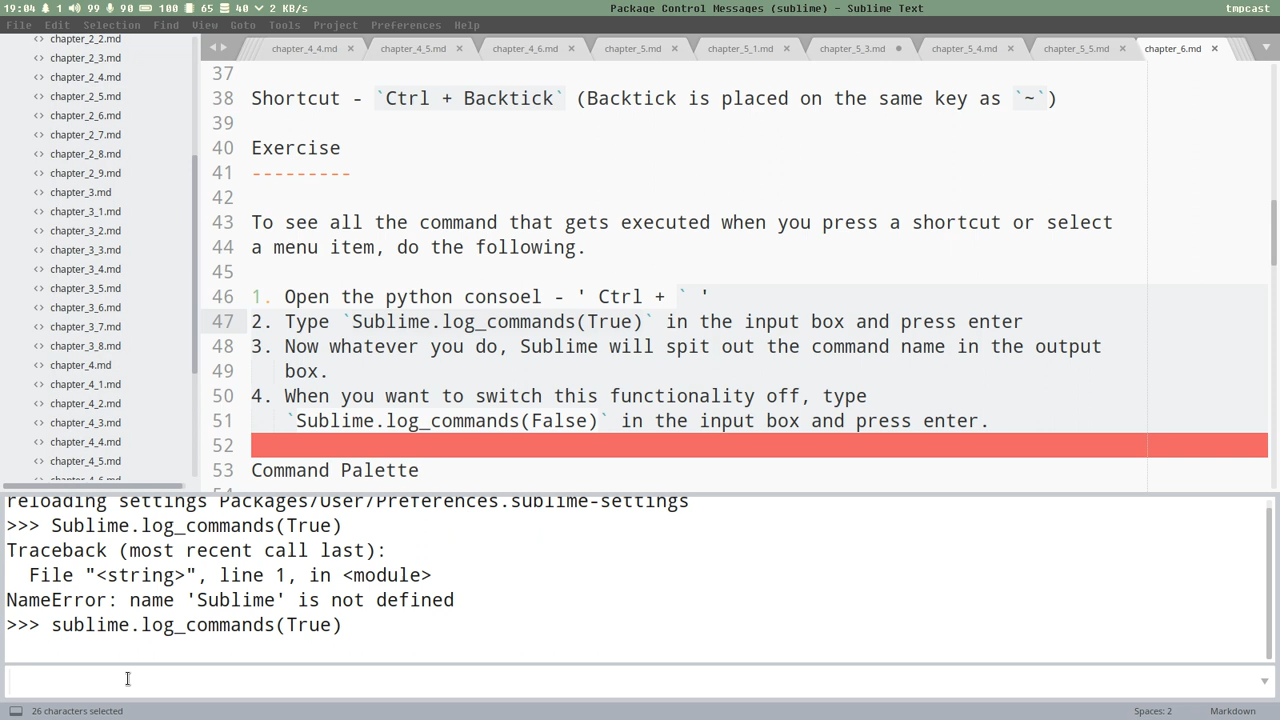 19:04 1 99 90 100 65 40 2 KB/s Package Control Messages (sublime) - Sublime Text tmpcast
File Edit Selection Find View Goto Tools Project Preferences Help
chapter_4_4.md × chapter_4_5.md × chapter_4_6.md × chapter_5.md × chapter_5_1.md × chapter_5_3.md chapter_5_4.md × chapter_5_5.md × chapter_6.md ×
chapter_2_2.md
chapter_2_3.md
chapter_2_4.md
chapter_2_5.md
chapter_2_6.md
chapter_2_7.md
chapter_2_8.md
chapter_2_9.md
chapter_3.md
chapter_3_1.md
chapter_3_2.md
chapter_3_3.md
chapter_3_4.md
chapter_3_5.md
chapter_3_6.md
chapter_3_7.md
chapter_3_8.md
chapter_4.md
chapter_4_1.md
chapter_4_2.md
chapter_4_3.md
chapter_4_4.md
chapter_4_5.md
37
38 Shortcut - `Ctrl + Backtick` (Backtick is placed on the same key as `~`)
39
40 Exercise
41 ---------
42
43 To see all the command that gets executed when you press a shortcut or select
44 a menu item, do the following.
45
46 1. Open the python consoel - ' Ctrl + ` '
47 2. Type `Sublime.log_commands(True)` in the input box and press enter
48 3. Now whatever you do, Sublime will spit out the command name in the output
49 box.
50 4. When you want to switch this functionality off, type
51 `Sublime.log_commands(False)` in the input box and press enter.
52
53 Command Palette
reloading settings Packages/User/Preferences.sublime-settings
>>> Sublime.log_commands(True)
Traceback (most recent call last):
File "<string>", line 1, in <module>
NameError: name 'Sublime' is not defined
>>> sublime.log_commands(True)
26 characters selected Spaces: 2 Markdown